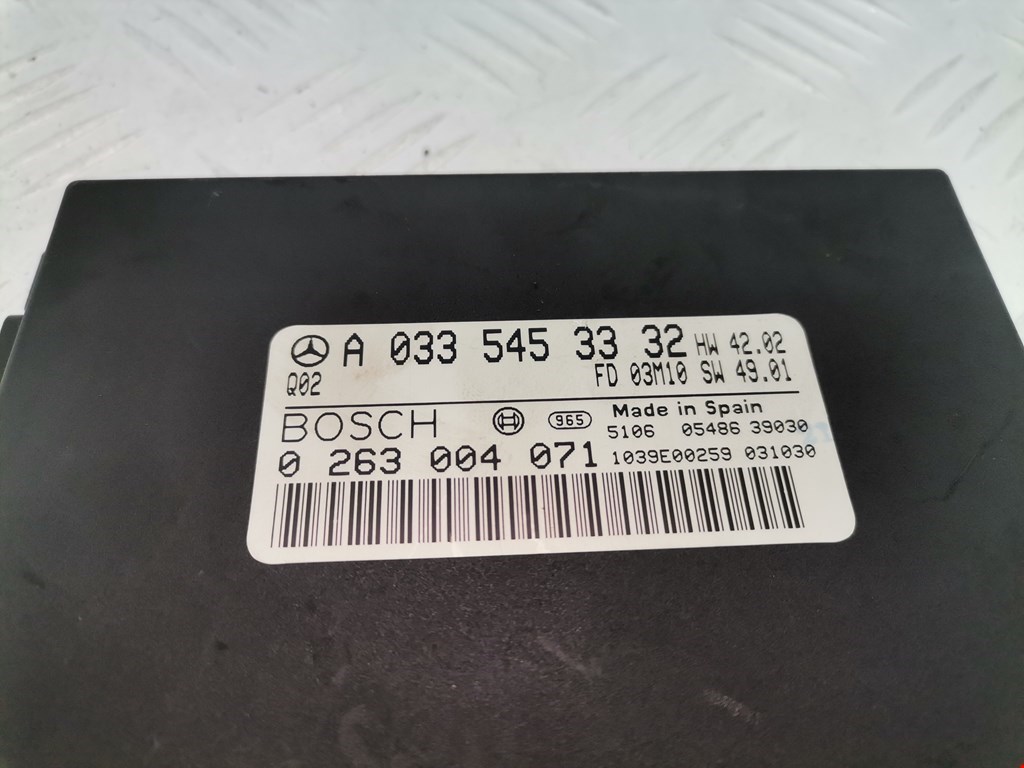 A 033 545 33 32 HW 42.02
Q02 FD 03M10 SW 49.01
BOSCH 965 Made in Spain
5106 05486 39030
0 263 004 071 1039E00259 031030